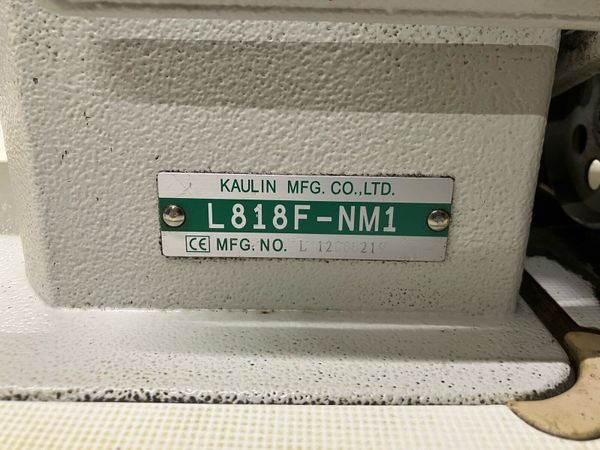 KAULIN MFG. CO.,LTD.
L818F-NM1
CE MFG. NO.